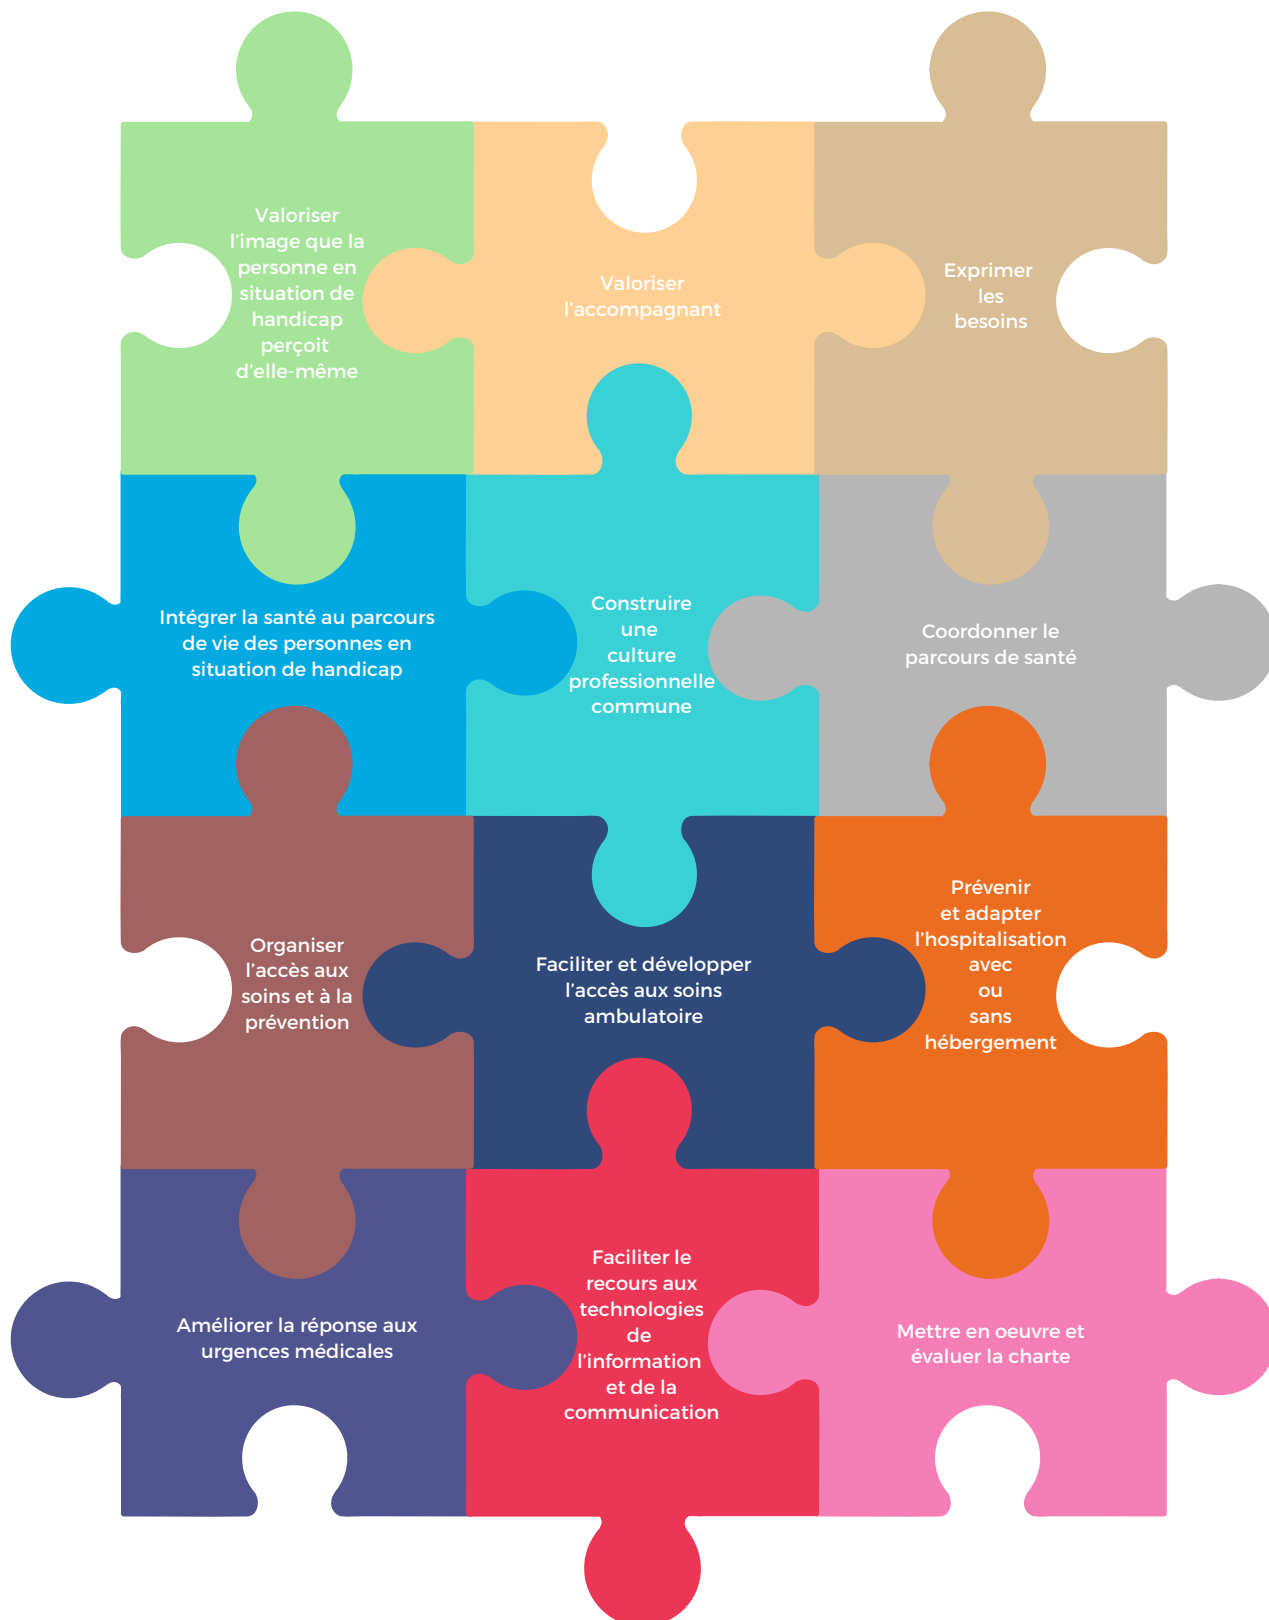 Valoriser
l'image que la
personne en
situation de
handicap
perçoit
d'elle-même
Valoriser
l'accompagnant
Exprimer
les
besoins
Intégrer la santé au parcours
de vie des personnes en
situation de handicap
Construire
une
culture
professionnelle
commune
Coordonner le
parcours de santé
Organiser
l'accès aux
soins et à la
prévention
Faciliter et développer
l'accès aux soins
ambulatoire
Prévenir
et adapter
l'hospitalisation
avec
ou
sans
hébergement
Améliorer la réponse aux
urgences médicales
Faciliter le
recours aux
technologies
de
l'information
et de la
communication
Mettre en oeuvre et
évaluer la charte